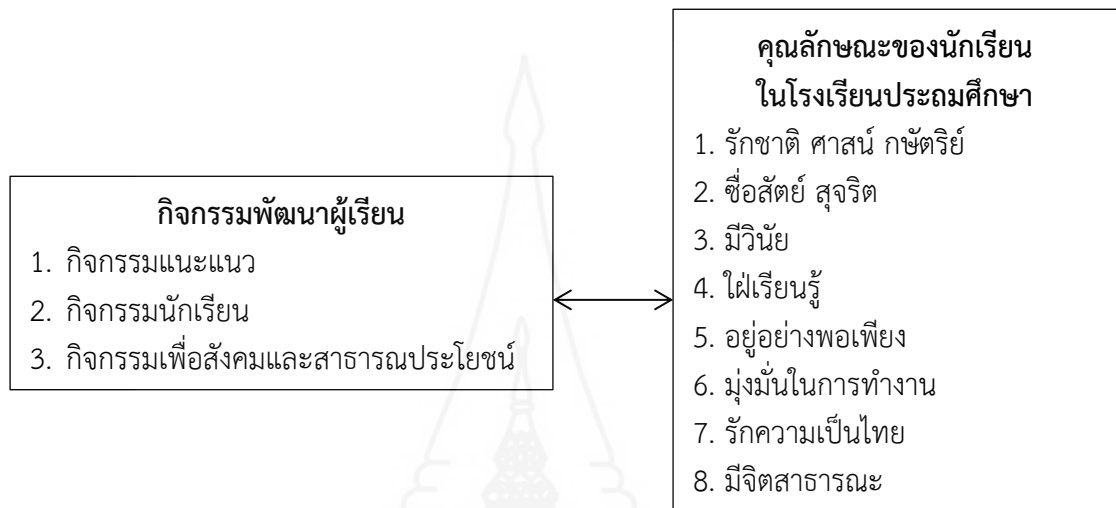 กิจกรรมพัฒนาผู้เรียน
1. กิจกรรมแนะแนว
2. กิจกรรมนักเรียน
3. กิจกรรมเพื่อสังคมและสาธารณประโยชน์
คุณลักษณะของนักเรียน
ในโรงเรียนประถมศึกษา
1. รักชาติ ศาสน์ กษัตริย์
2. ซื่อสัตย์ สุจริต
3. มีวินัย
4. ใฝ่เรียนรู้
5. อยู่อย่างพอเพียง
6. มุ่งมั่นในการทำงาน
7. รักความเป็นไทย
8. มีจิตสาธารณะ